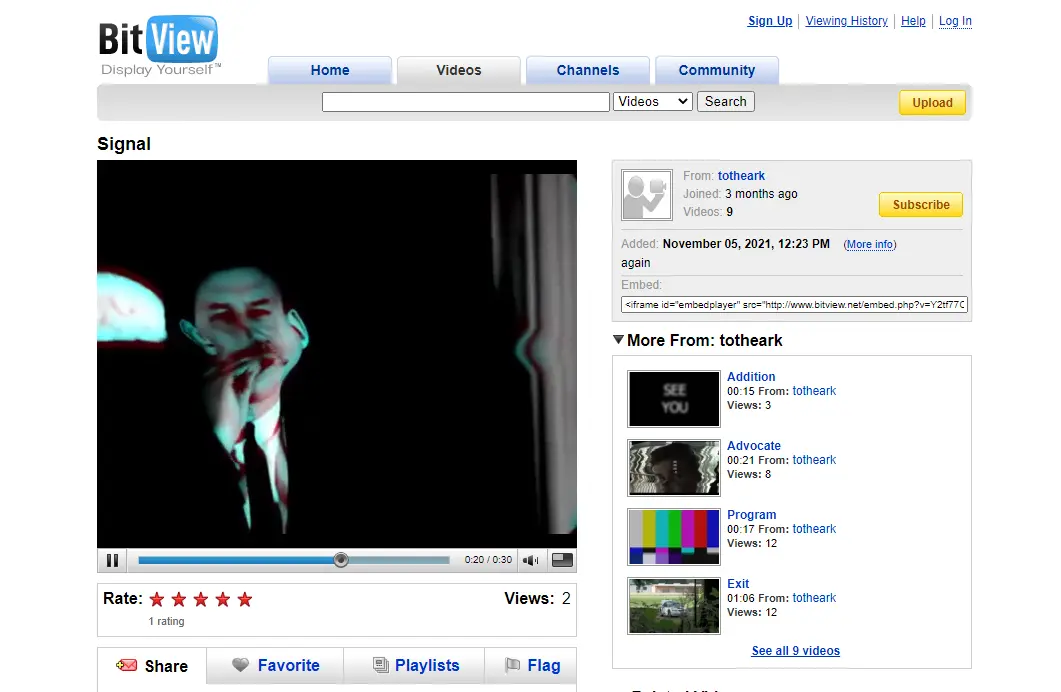 Sign Up Viewing History Help Log In
BitView
Display Yourself™
Home Videos Channels Community
Videos Search Upload
Signal
From: totheark
Joined: 3 months ago
Videos: 9
Subscribe
Added: November 05, 2021, 12:23 PM (More info)
again
Embed:
<iframe id="embedplayer" src="http://www.bitview.net/embed.php?v=Y2tf77C
More From: totheark
SEE
YOU
Addition
00:15 From: totheark
Views: 3
Advocate
00:21 From: totheark
Views: 8
Program
00:17 From: totheark
Views: 12
Exit
01:06 From: totheark
Views: 12
See all 9 videos
0:20 / 0:30
Rate:
1 rating
Views: 2
Share Favorite Playlists Flag